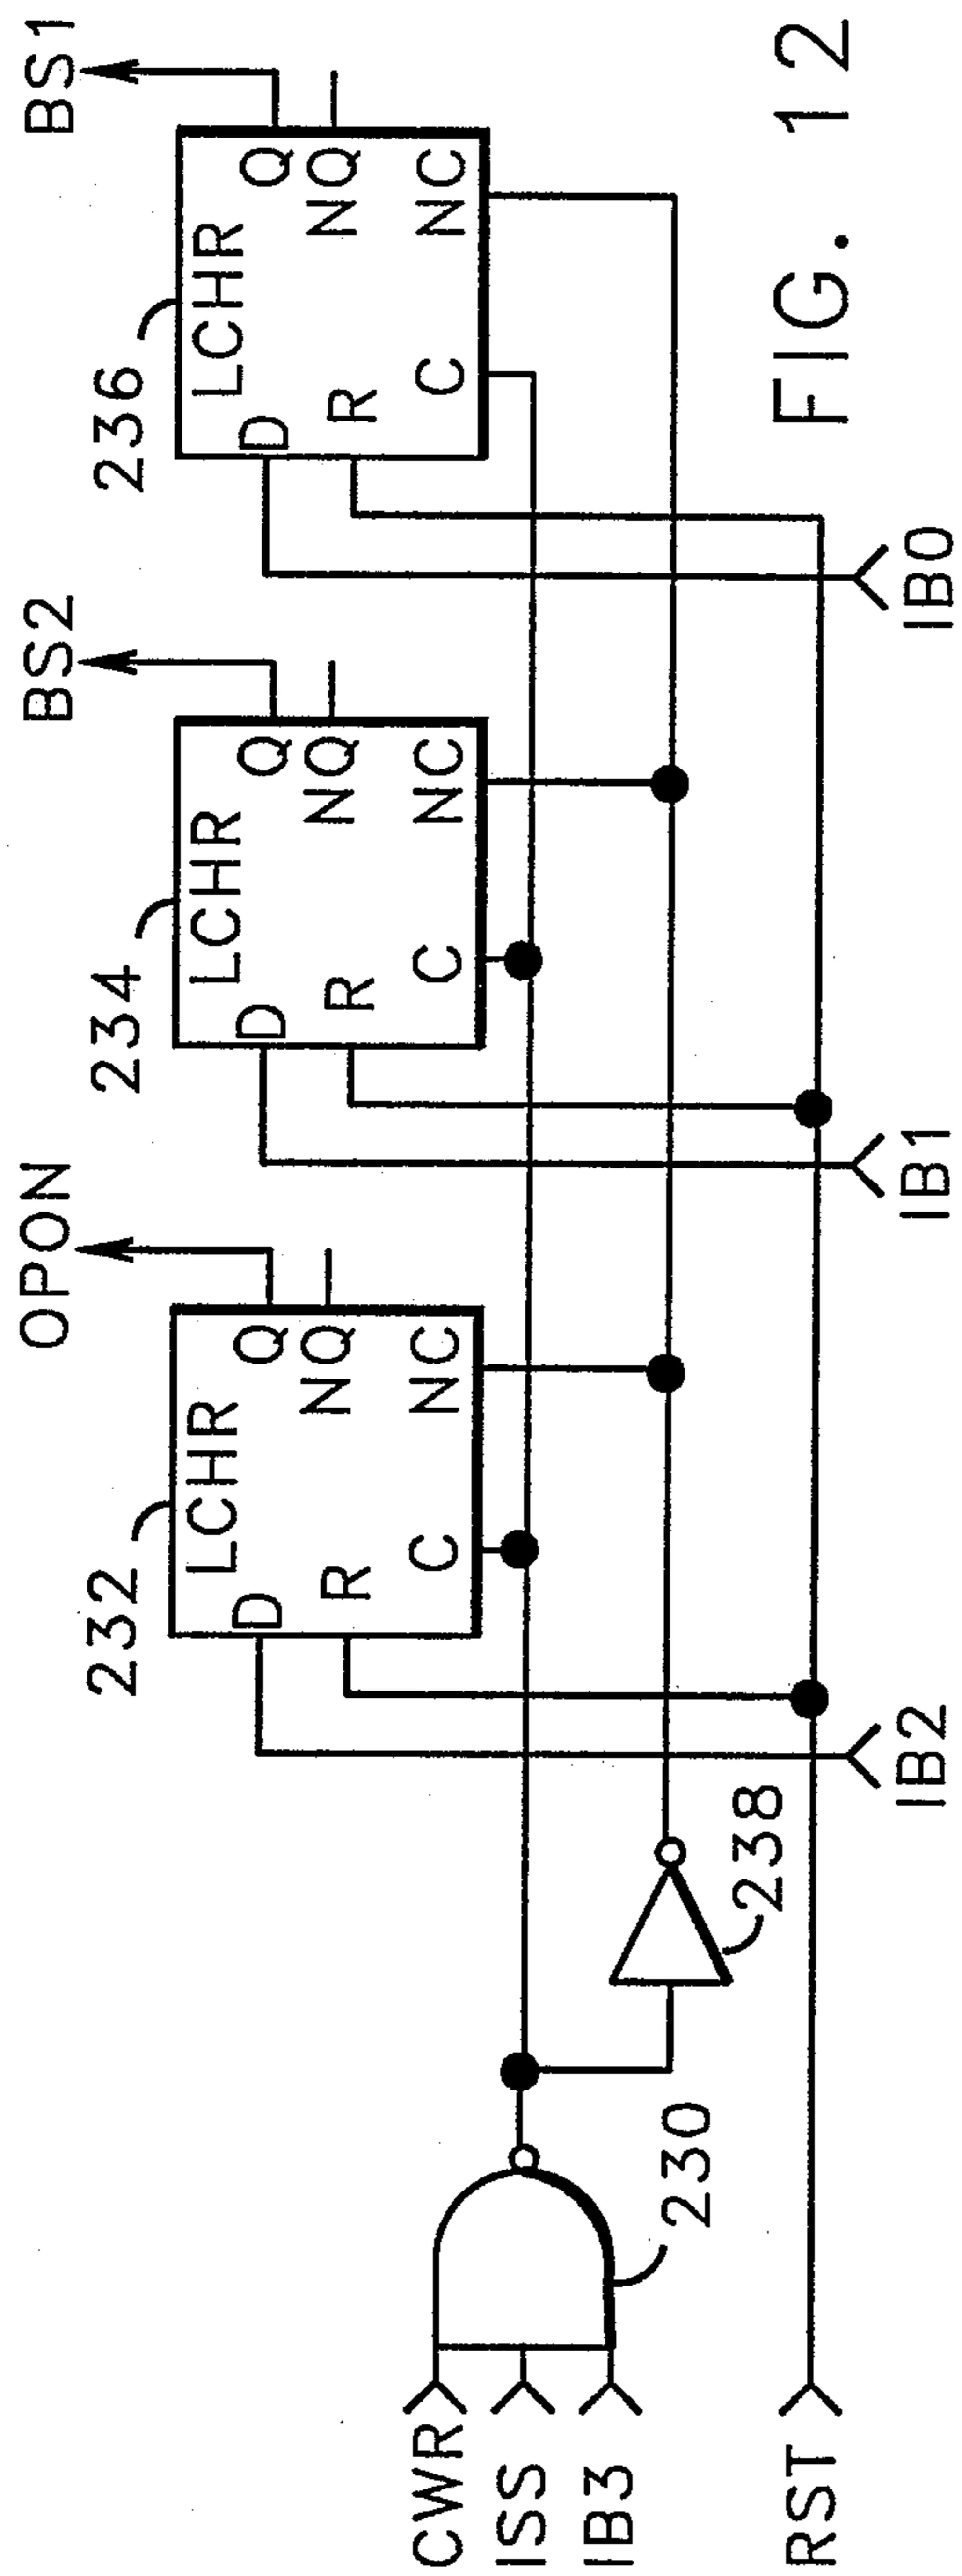 OPON
BS2
BS1
232
234
236
LCHR
LCHR
LCHR
D
Q
D
Q
D
Q
R
NQ
R
NQ
R
NQ
C
NC
C
NC
C
NC
CWR
ISS
IB3
230
238
RST
IB2
IB1
IB0
FIG. 12